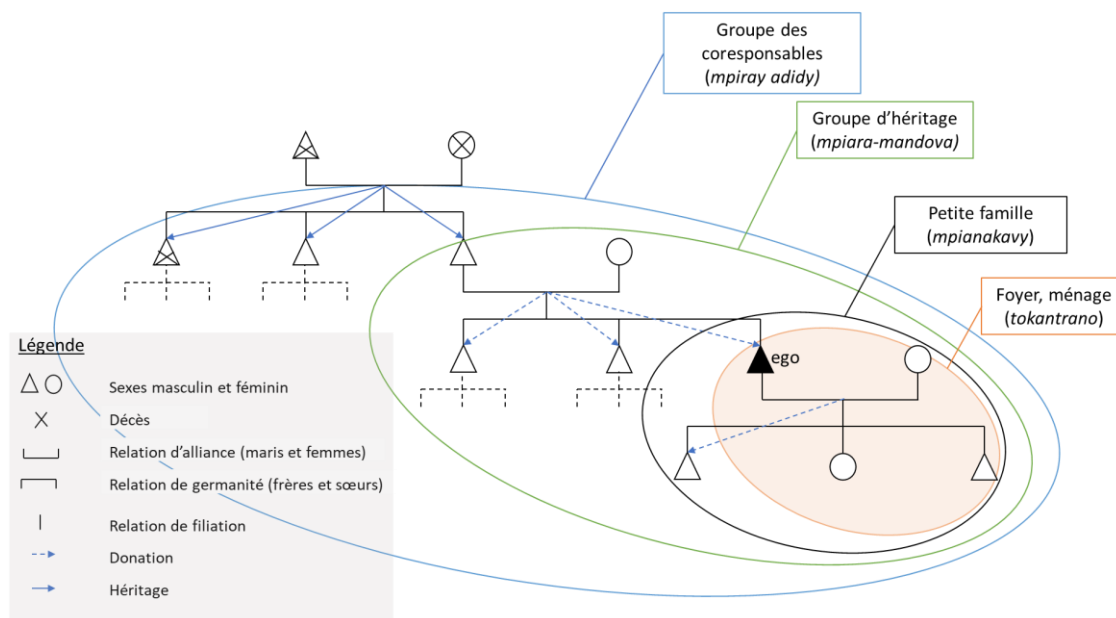 Groupe des
coresponsables
(mpiray adidy)
Groupe d’héritage
(mpiara-mandova)
Petite famille
(mpianakavy)
Foyer, ménage
(tokantrano)
ego
Légende
Sexes masculin et féminin
Décès
Relation d’alliance (maris et femmes)
Relation de germanité (frères et sœurs)
Relation de filiation
Donation
Héritage